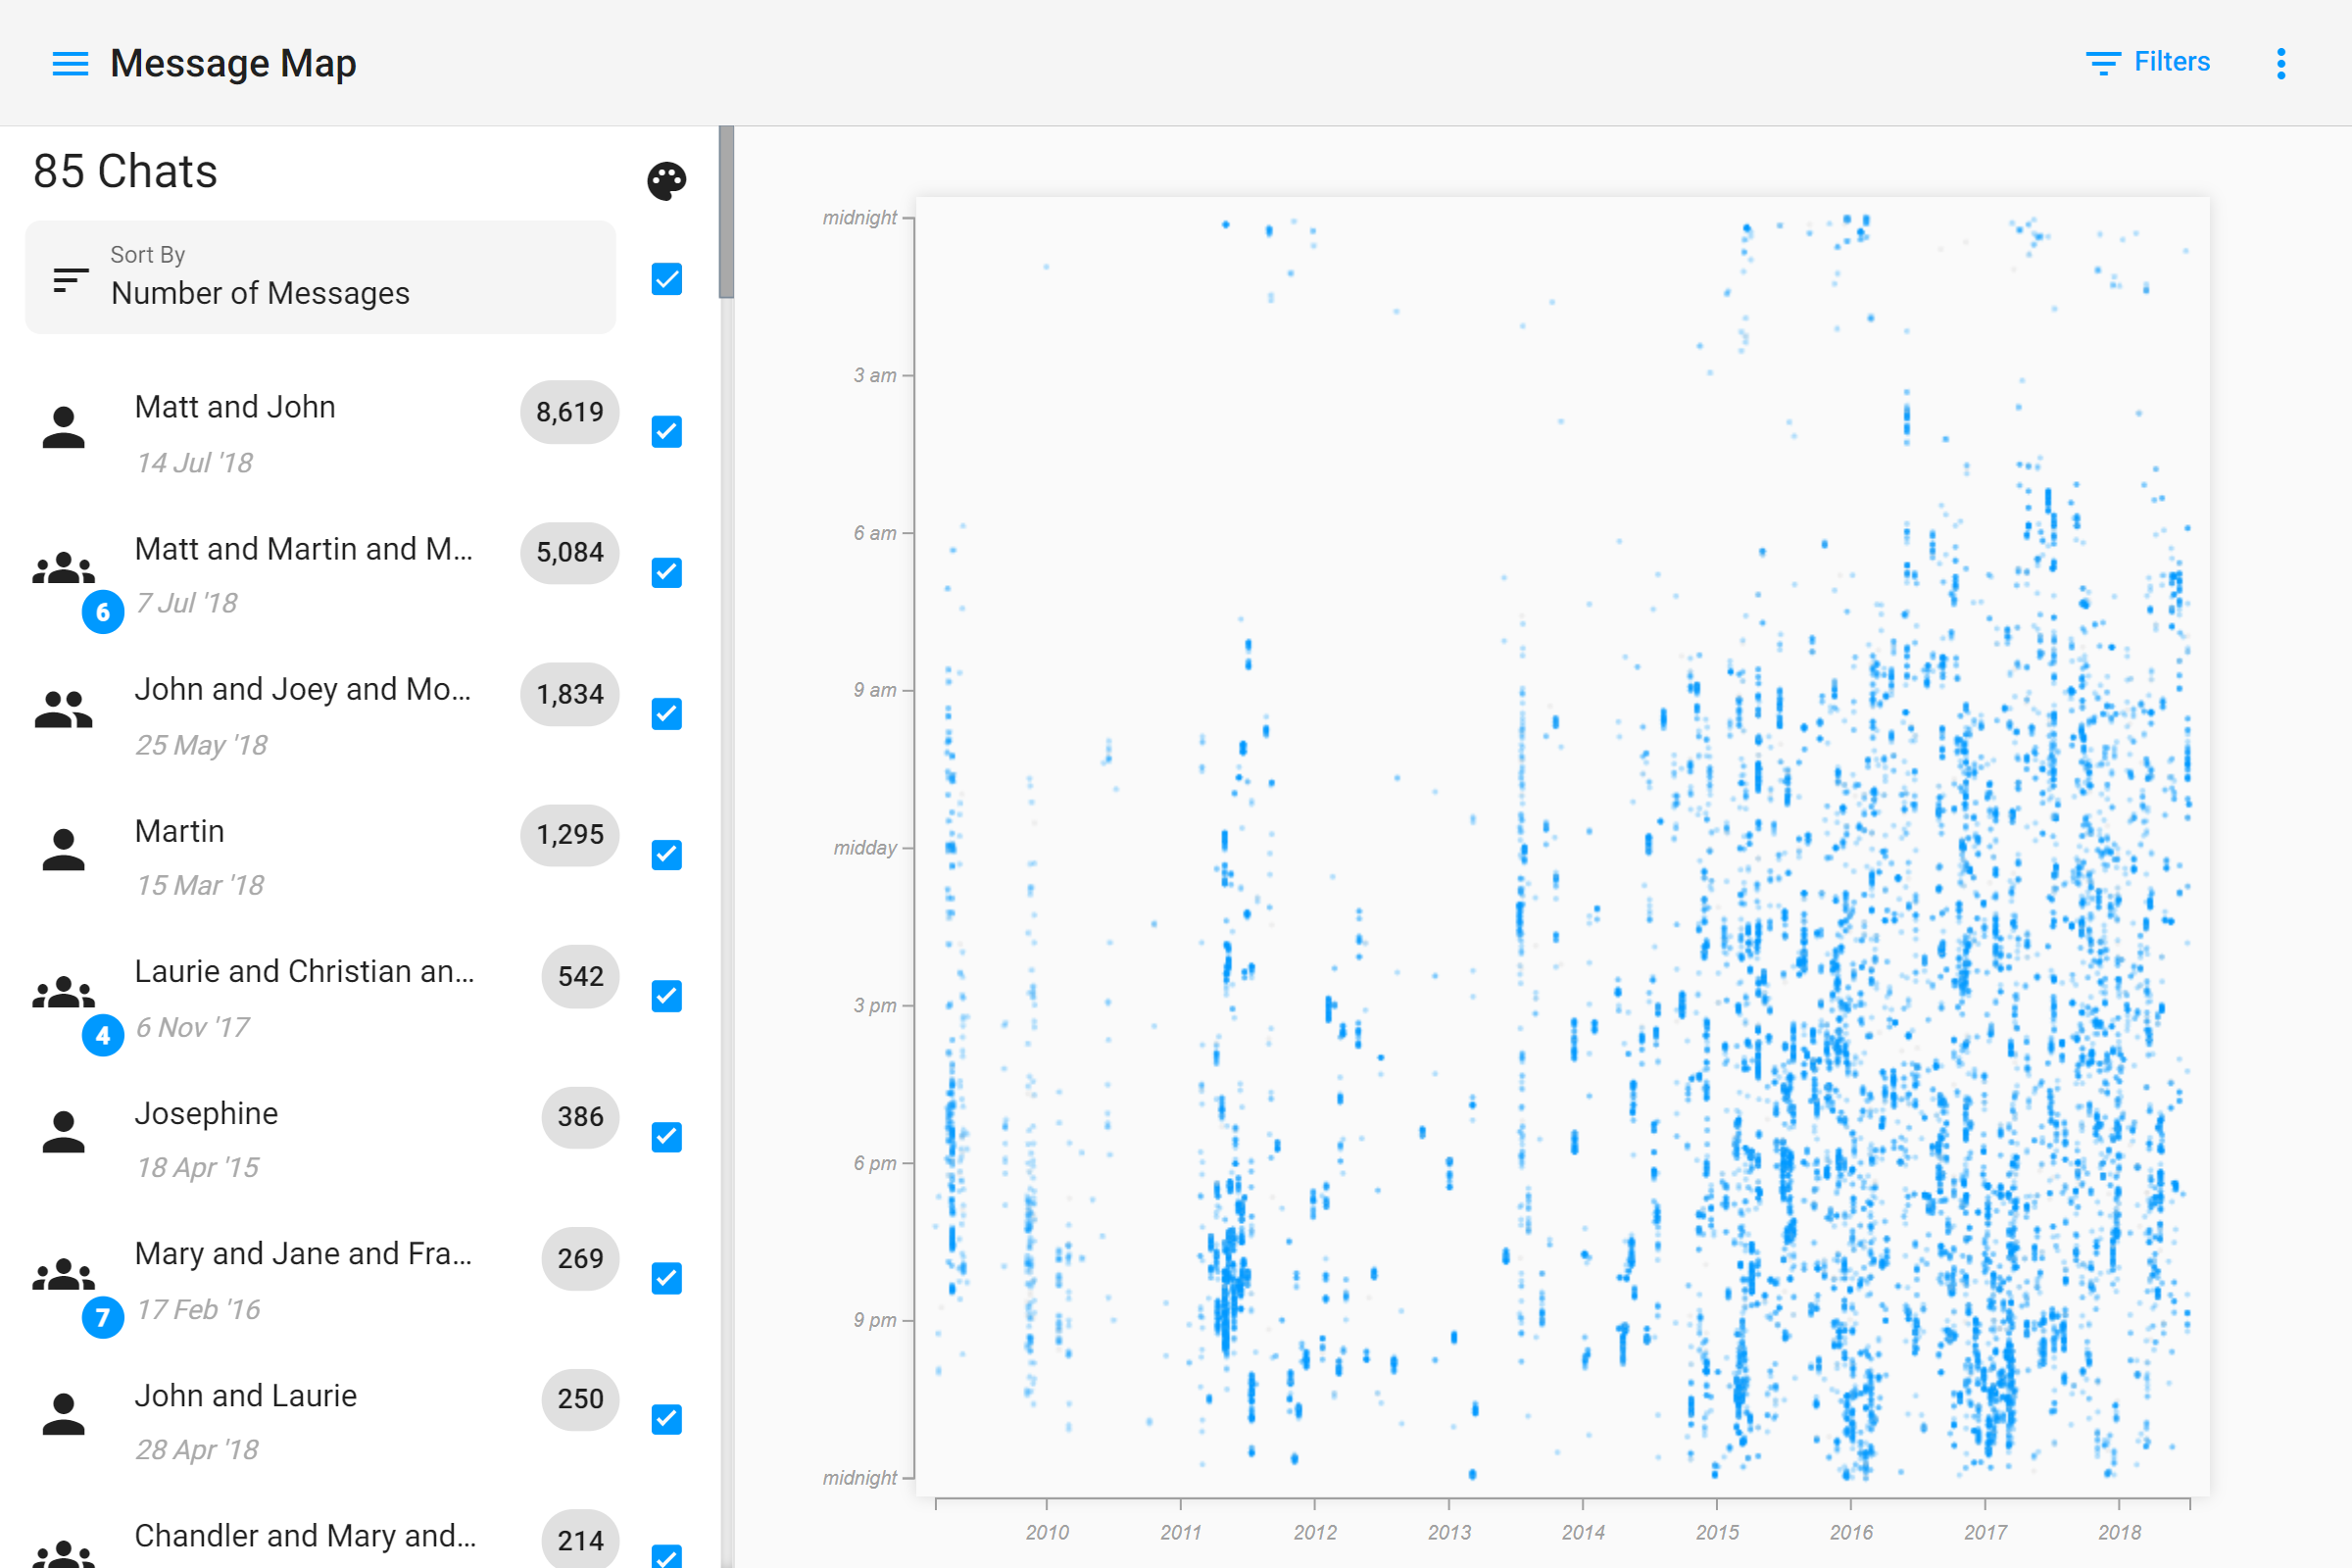 Message Map
Filters
85 Chats
Sort By
Number of Messages
Matt and John
8,619
14 Jul '18
Matt and Martin and M...
5,084
6
7 Jul '18
John and Joey and Mo...
1,834
25 May '18
Martin
1,295
15 Mar '18
Laurie and Christian an...
542
4
6 Nov '17
Josephine
386
18 Apr '15
Mary and Jane and Fra...
269
7
17 Feb '16
John and Laurie
250
28 Apr '18
Chandler and Mary and...
214
midnight
3 am
6 am
9 am
midday
3 pm
6 pm
9 pm
midnight
2010 2011 2012 2013 2014 2015 2016 2017 2018